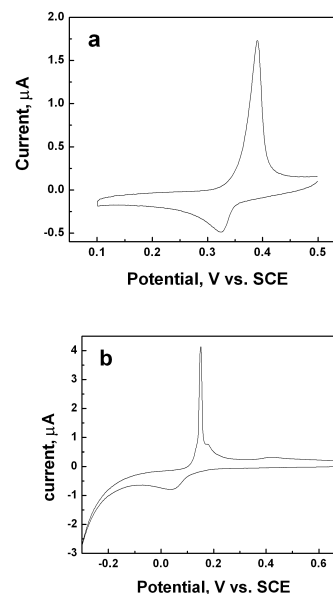 a
2.0
1.5
1.0
0.5
0.0
-0.5
Current, μA
0.1 0.2 0.3 0.4 0.5
Potential, V vs. SCE
b
4
3
2
1
0
-1
-2
-3
current, μA
-0.2 0.0 0.2 0.4 0.6
Potential, V vs. SCE